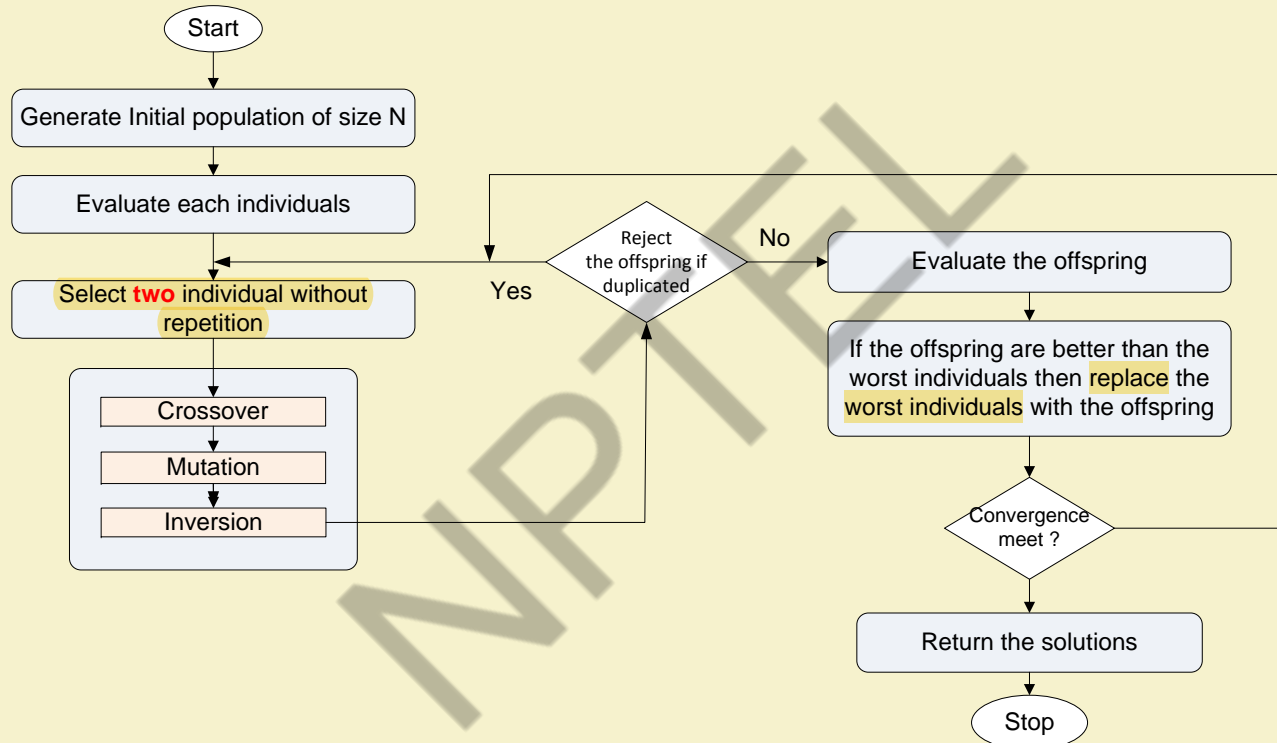 Start
Generate Initial population of size N
Evaluate each individuals
Select two individual without
repetition
Crossover
Mutation
Inversion
Reject
the offspring if
duplicated
Yes
No
Evaluate the offspring
If the offspring are better than the
worst individuals then replace the
worst individuals with the offspring
Convergence
meet ?
Return the solutions
Stop
NPTEL